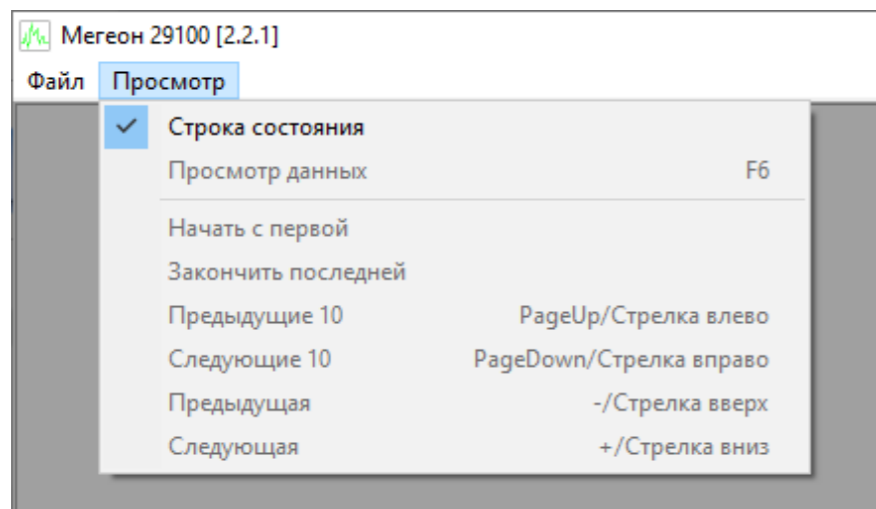 Мегеон 29100 [2.2.1]
Файл Просмотр
Строка состояния
Просмотр данных F6
Начать с первой
Закончить последней
Предыдущие 10 PageUp/Стрелка влево
Следующие 10 PageDown/Стрелка вправо
Предыдущая -/Стрелка вверх
Следующая +/Стрелка вниз